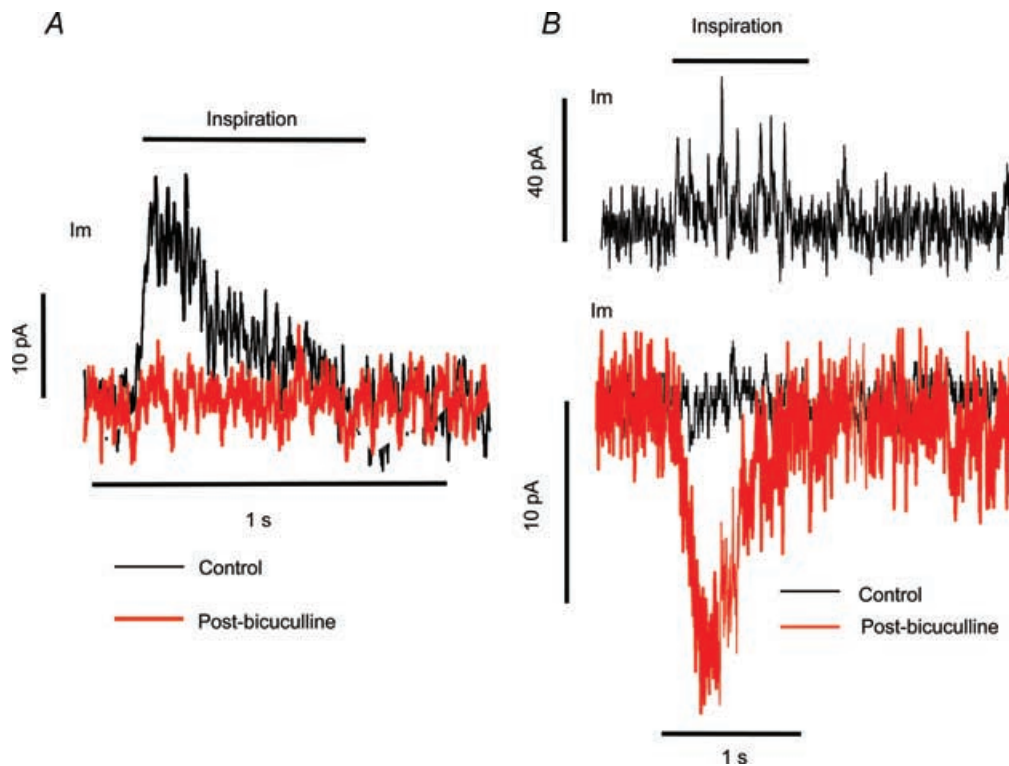 A
Inspiration
Im
10 pA
1 s
Control
Post-bicuculline
B
Inspiration
Im
40 pA
Im
10 pA
Control
Post-bicuculline
1 s